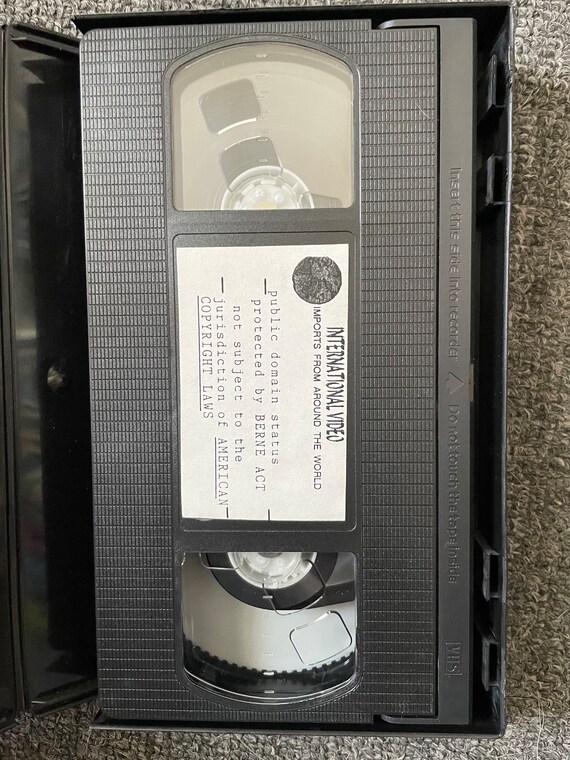 INTERNATIONAL VIDEO
IMPORTS FROM AROUND THE WORLD
—public domain status—
protected by BERNE ACT
not subject to the
—jurisdiction of AMERICAN—
COPYRIGHT LAWS
Insert this side into recorder △ Do not touch the tape inside
VHS